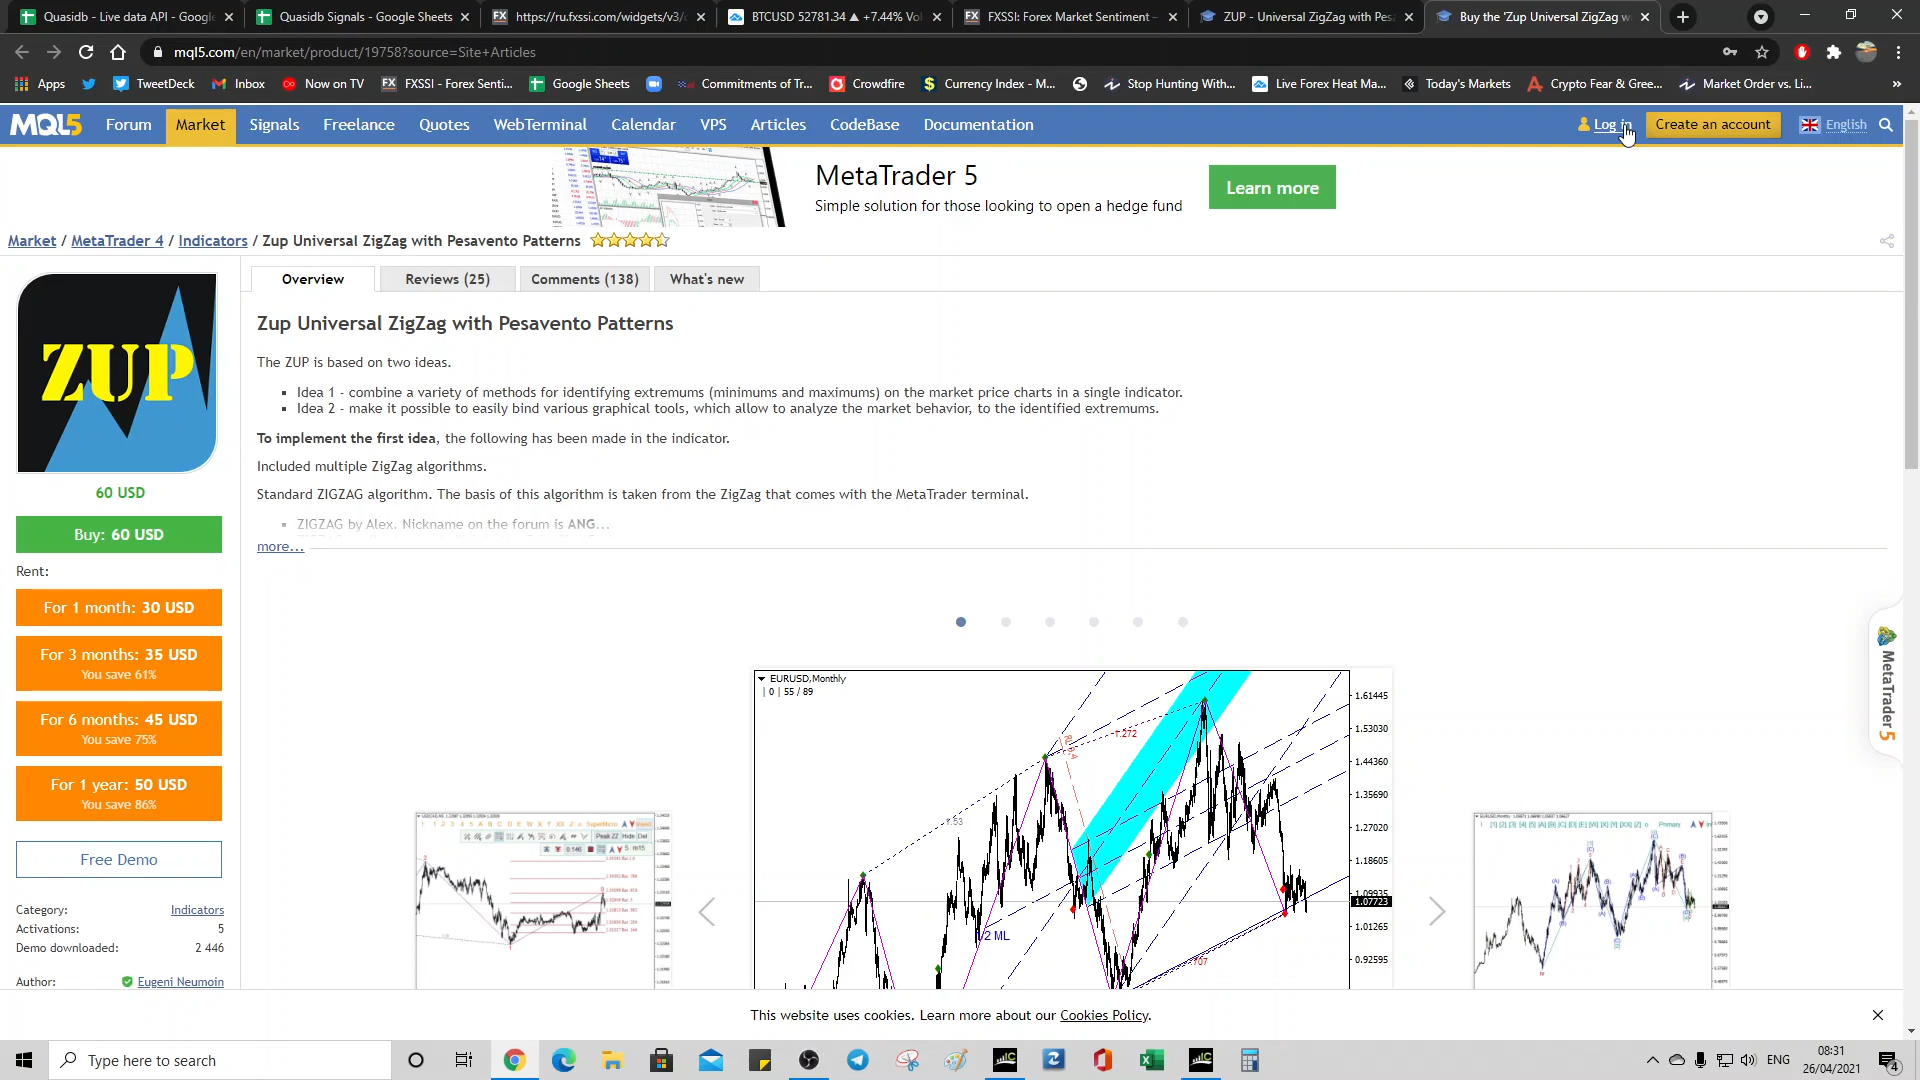 Quasidb - Live data API - Google
Quasidb Signals - Google Sheets
https://ru.fxssi.com/widgets/v3/
BTCUSD 52781.34 ▲ +7.44% Vol
FXSSI: Forex Market Sentiment -
ZUP - Universal ZigZag with Pes
Buy the 'Zup Universal ZigZag w
mql5.com/en/market/product/19758?source=Site+Articles
Apps
TweetDeck
Inbox
Now on TV
FXSSI - Forex Senti...
Google Sheets
Commitments of Tr...
Crowdfire
Currency Index - M...
Stop Hunting With...
Live Forex Heat Ma...
Today's Markets
Crypto Fear & Gree...
Market Order vs. Li...
MQL5 Forum Market Signals Freelance Quotes WebTerminal Calendar VPS Articles CodeBase Documentation
Log in Create an account English
MetaTrader 5
Simple solution for those looking to open a hedge fund
Learn more
Market / MetaTrader 4 / Indicators / Zup Universal ZigZag with Pesavento Patterns
Overview Reviews (25) Comments (138) What's new
ZUP
60 USD
Buy: 60 USD
Rent:
For 1 month: 30 USD
For 3 months: 35 USD
You save 61%
For 6 months: 45 USD
You save 75%
For 1 year: 50 USD
You save 86%
Free Demo
Category: Indicators
Activations: 5
Demo downloaded: 2 446
Author: Eugeni Neumoin
Zup Universal ZigZag with Pesavento Patterns
The ZUP is based on two ideas.
Idea 1 - combine a variety of methods for identifying extremums (minimums and maximums) on the market price charts in a single indicator.
Idea 2 - make it possible to easily bind various graphical tools, which allow to analyze the market behavior, to the identified extremums.
To implement the first idea, the following has been made in the indicator.
Included multiple ZigZag algorithms.
Standard ZIGZAG algorithm. The basis of this algorithm is taken from the ZigZag that comes with the MetaTrader terminal.
ZIGZAG by Alex. Nickname on the forum is ANG...
more...
EURUSD,Monthly
| 0 | 55 / 89
1.61445
1.53030
1.44360
1.35690
1.27020
1.18605
1.09935
1.07723
1.01265
0.92595
1.272
1/2 ML
.707
MetaTrader 5
This website uses cookies. Learn more about our Cookies Policy.
Type here to search
ENG
08:31
26/04/2021
4